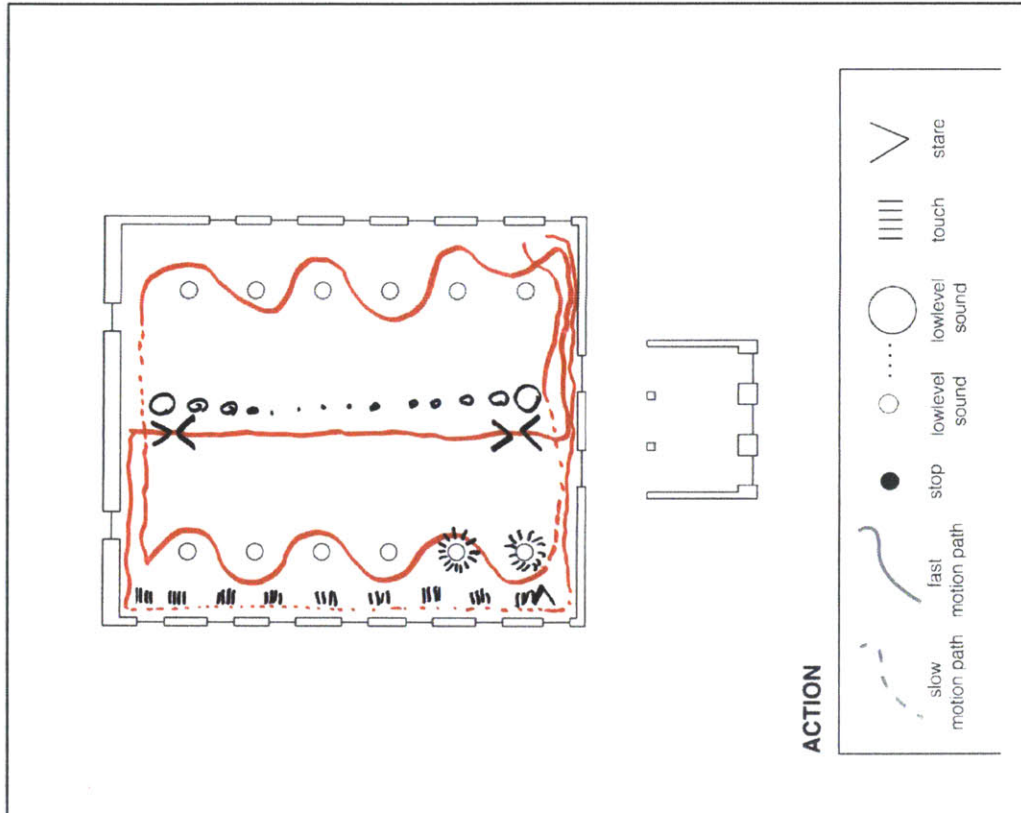 ACTION
slow
motion path
fast
motion path
stop
lowlevel
sound
lowlevel
sound
touch
stare